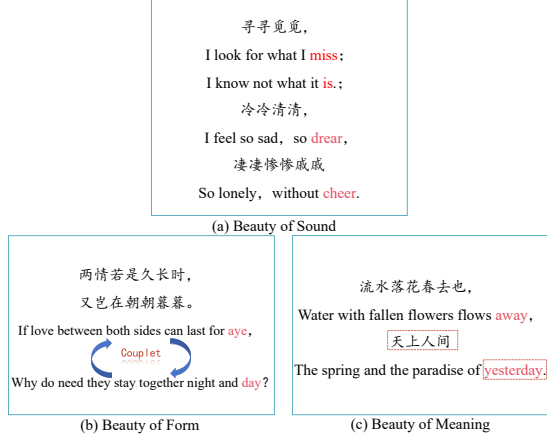 寻寻觅觅，
I look for what I miss；
I know not what it is.；
冷冷清清，
I feel so sad，so drear，
凄凄惨惨戚戚
So lonely，without cheer.
(a) Beauty of Sound
两情若是久长时，
又岂在朝朝暮暮。
If love between both sides can last for aye，
Couplet
Why do need they stay together night and day？
(b) Beauty of Form
流水落花春去也，
Water with fallen flowers flows away，
天上人间
The spring and the paradise of yesterday.
(c) Beauty of Meaning